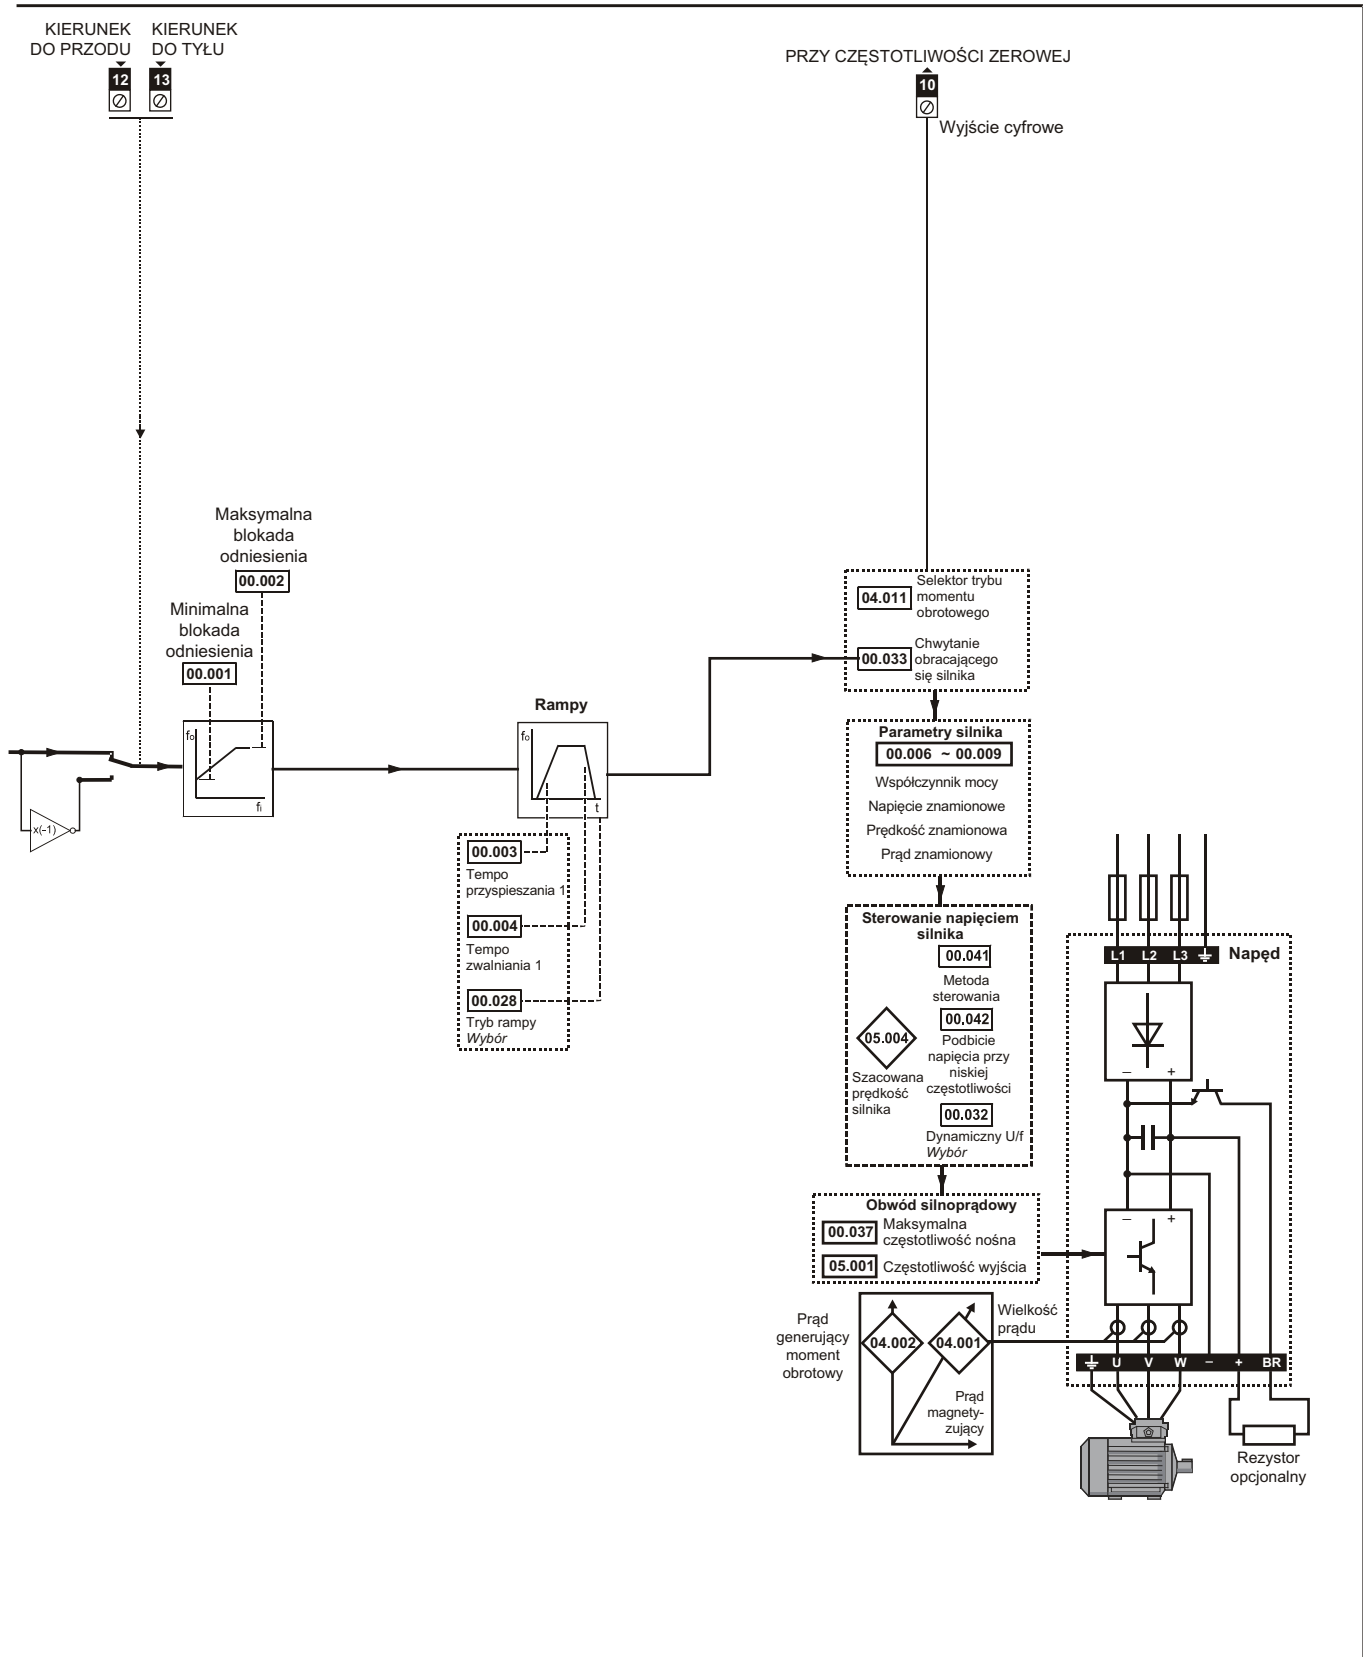 KIERUNEK
DO PRZODU
KIERUNEK
DO TYŁU
12
13
PRZY CZĘSTOTLIWOŚCI ZEROWEJ
10
Wyjście cyfrowe
Maksymalna
blokada
odniesienia
00.002
Minimalna
blokada
odniesienia
00.001
x(-1)
fo
fi
Rampy
fo
t
00.003
Tempo
przyspieszania 1
00.004
Tempo
zwalniania 1
00.028
Tryb rampy
Wybór
04.011
Selektor trybu
momentu
obrotowego
00.033
Chwytanie
obracającego
się silnika
Parametry silnika
00.006 ~ 00.009
Współczynnik mocy
Napięcie znamionowe
Prędkość znamionowa
Prąd znamionowy
Sterowanie napięciem
silnika
00.041
Metoda
sterowania
00.042
Podbicie
napięcia przy
niskiej
częstotliwości
05.004
Szacowana
prędkość
silnika
00.032
Dynamiczny U/f
Wybór
Obwód silnoprądowy
00.037
Maksymalna
częstotliwość nośna
05.001
Częstotliwość wyjścia
Prąd
generujący
moment
obrotowy
04.002
04.001
Wielkość
prądu
Prąd
magnety-
zujący
L1 L2 L3
Napęd
– +
– +
U V W – + BR
Rezystor
opcjonalny